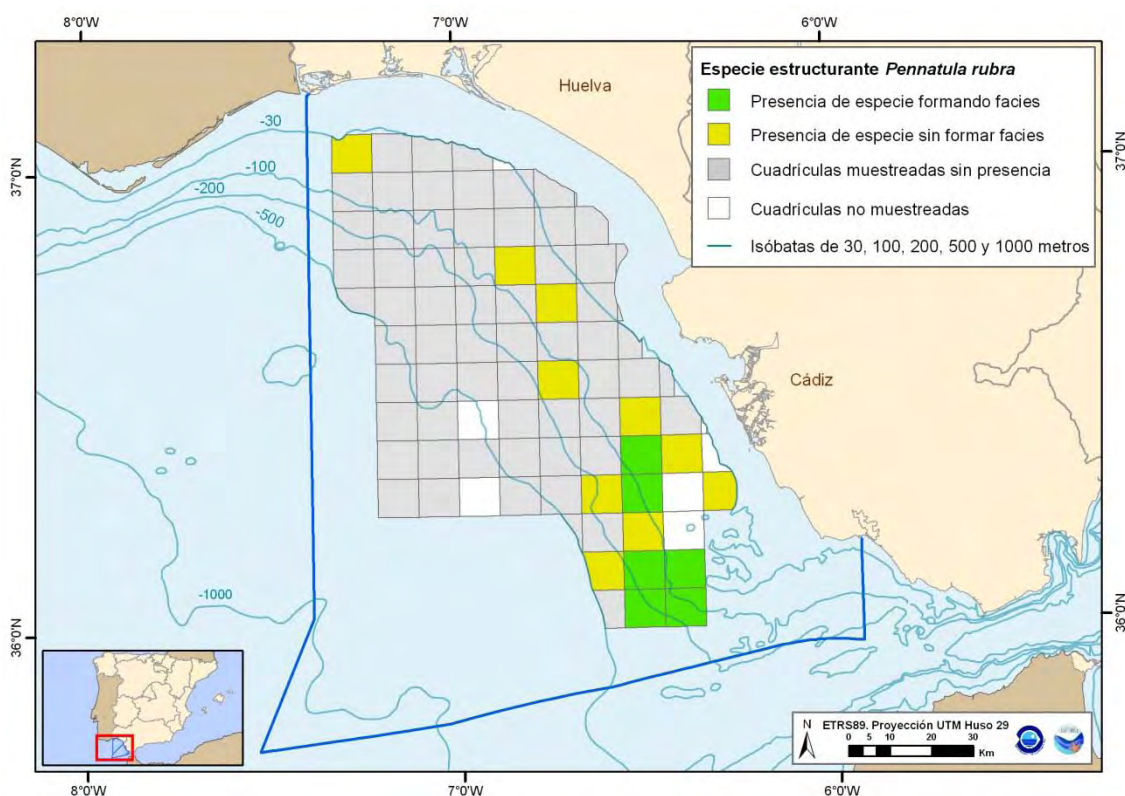 8°0'W
7°0'W
6°0'W
Especie estructurante Pennatula rubra
Presencia de especie formando facies
Presencia de especie sin formar facies
Cuadrículas muestreadas sin presencia
Cuadrículas no muestreadas
Isóbatas de 30, 100, 200, 500 y 1000 metros
Huelva
-30
37°0'N
37°0'N
-100
-200
-500
Cádiz
-1000
36°0'N
36°0'N
N
ETRS89. Proyección UTM Huso 29
0 5 10 20 30
Km
8°0'W
7°0'W
6°0'W